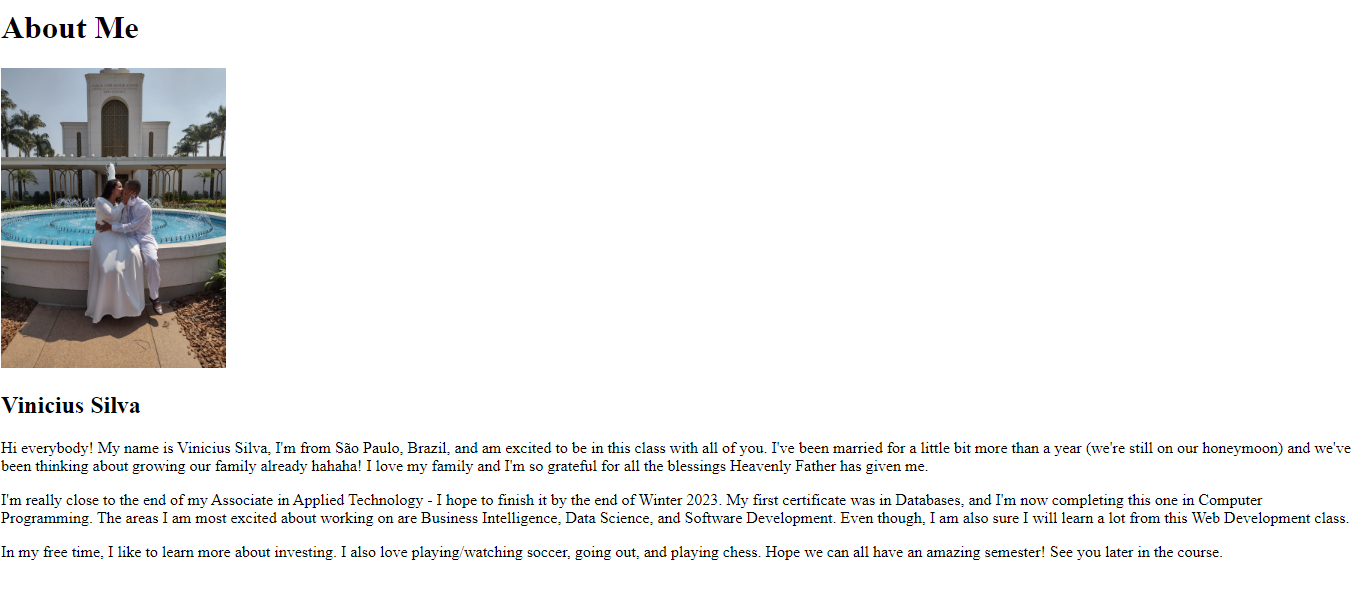 About Me
Vinicius Silva
Hi everybody! My name is Vinicius Silva, I'm from São Paulo, Brazil, and am excited to be in this class with all of you. I've been married for a little bit more than a year (we're still on our honeymoon) and we've
been thinking about growing our family already hahaha! I love my family and I'm so grateful for all the blessings Heavenly Father has given me.
I'm really close to the end of my Associate in Applied Technology - I hope to finish it by the end of Winter 2023. My first certificate was in Databases, and I'm now completing this one in Computer
Programming. The areas I am most excited about working on are Business Intelligence, Data Science, and Software Development. Even though, I am also sure I will learn a lot from this Web Development class.
In my free time, I like to learn more about investing. I also love playing/watching soccer, going out, and playing chess. Hope we can all have an amazing semester! See you later in the course.